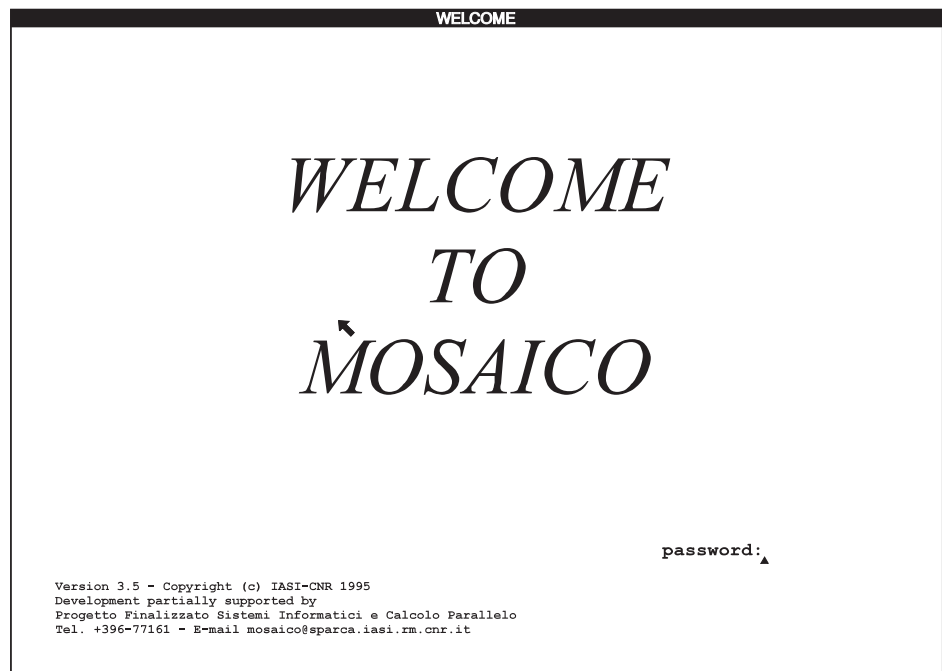 WELCOME
WELCOME
TO
MOSAICO
password:
Version 3.5 - Copyright (c) IASI-CNR 1995
Development partially supported by
Progetto Finalizzato Sistemi Informatici e Calcolo Parallelo
Tel. +396-77161 - E-mail mosaico@sparca.iasi.rm.cnr.it